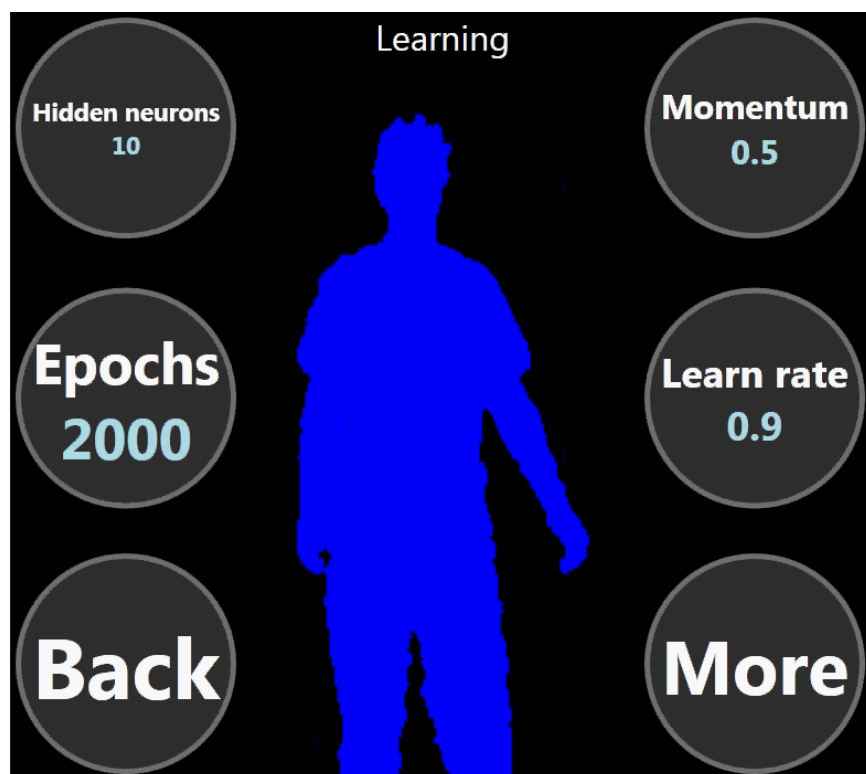 Learning
Hidden neurons
10
Momentum
0.5
Epochs
2000
Learn rate
0.9
Back
More